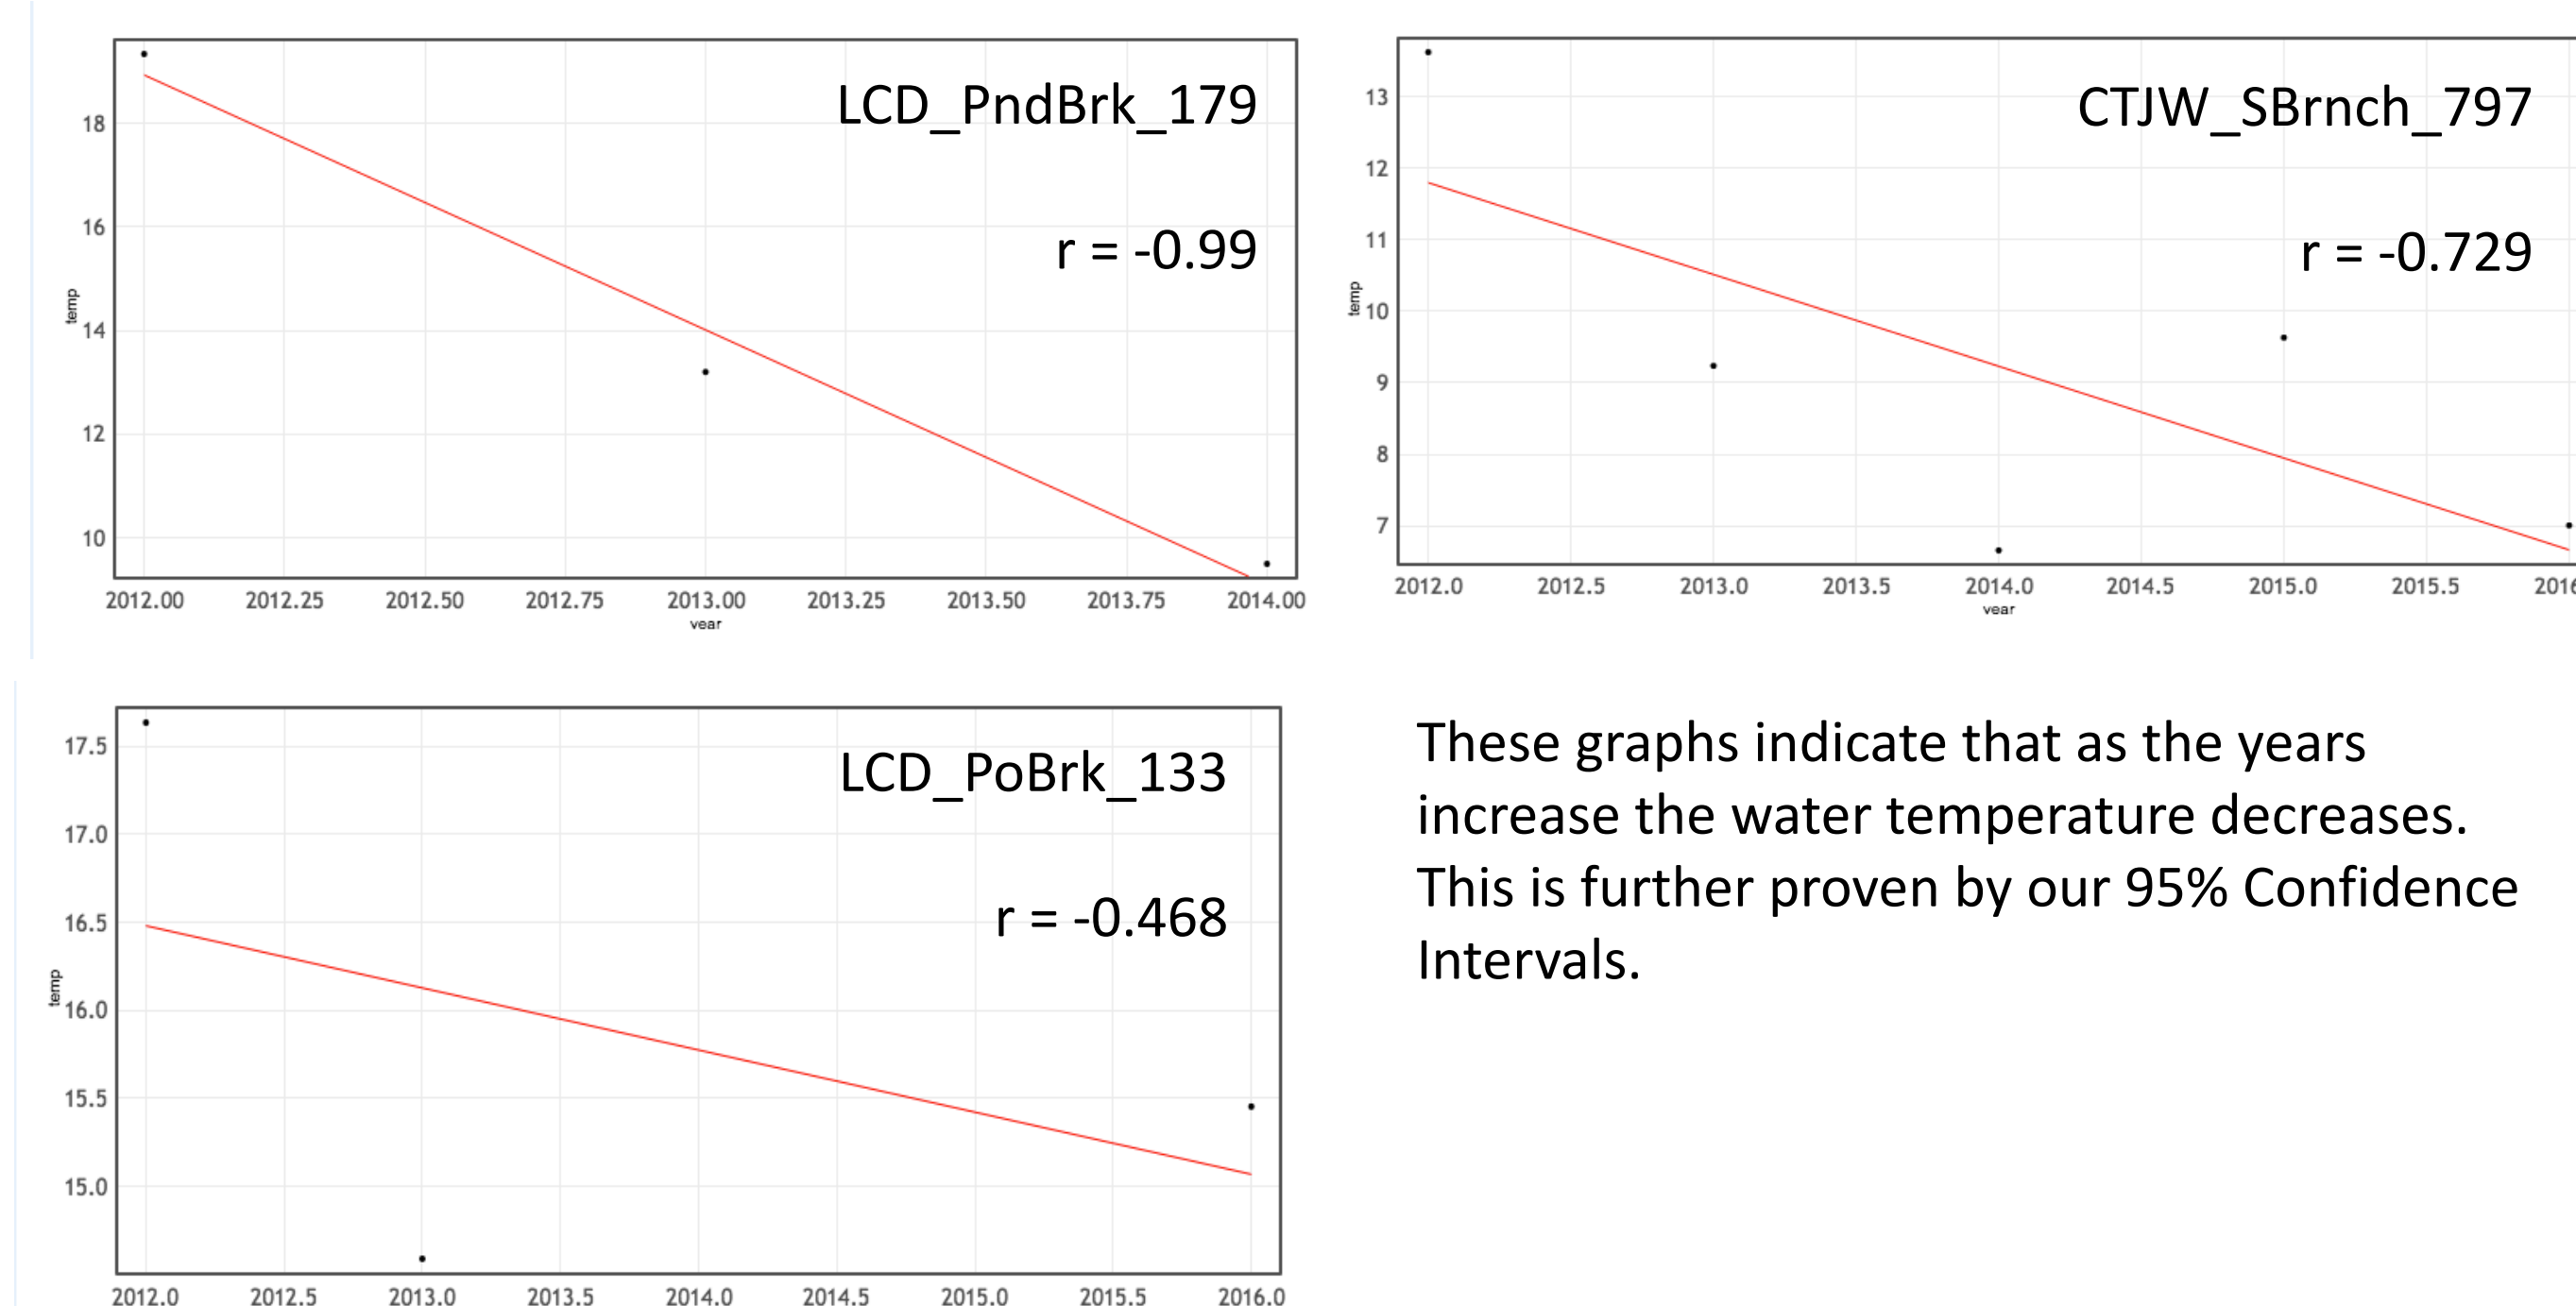 LCD_PndBrk_179
r = -0.99
18
16
14
12
10
temp
2012.00 2012.25 2012.50 2012.75 2013.00 2013.25 2013.50 2013.75 2014.00
year
CTJW_SBrnch_797
r = -0.729
13
12
11
10
9
8
7
temp
2012.0 2012.5 2013.0 2013.5 2014.0 2014.5 2015.0 2015.5 2016
year
LCD_PoBrk_133
r = -0.468
17.5
17.0
16.5
16.0
15.5
15.0
temp
2012.0 2012.5 2013.0 2013.5 2014.0 2014.5 2015.0 2015.5 2016.0
These graphs indicate that as the years
increase the water temperature decreases.
This is further proven by our 95% Confidence
Intervals.